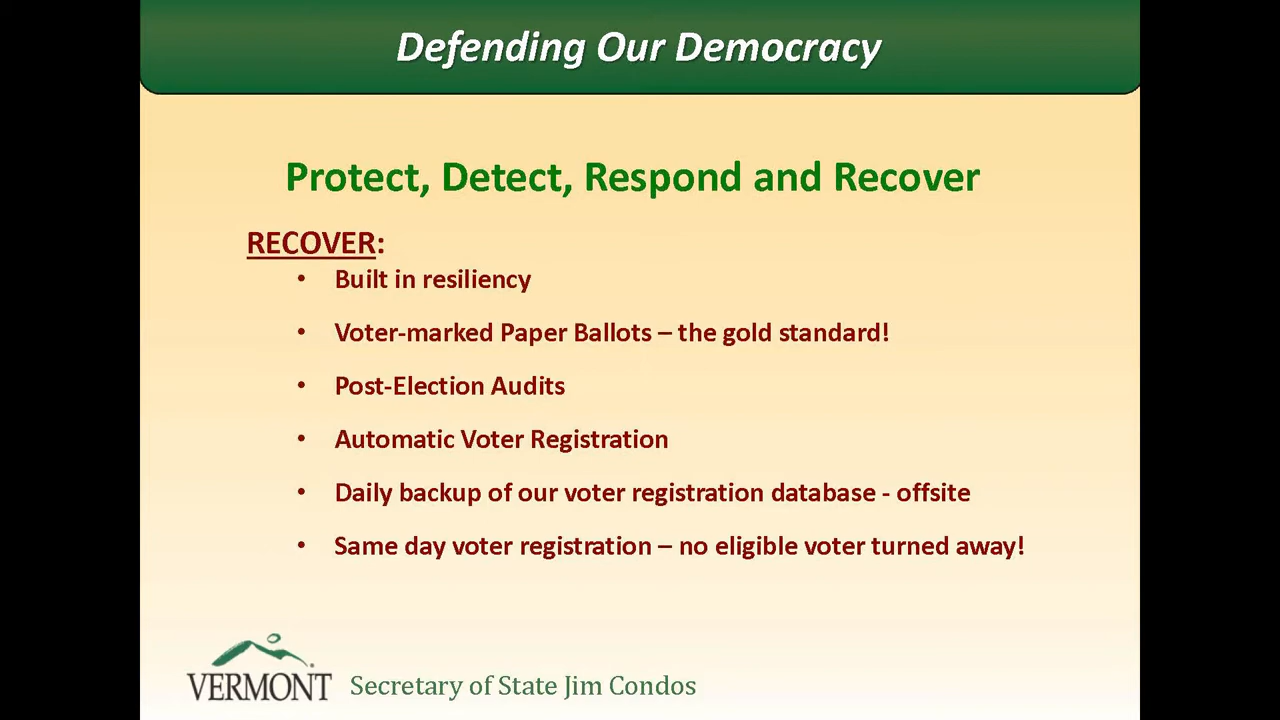 Defending Our Democracy
Protect, Detect, Respond and Recover
RECOVER:
• Built in resiliency
• Voter-marked Paper Ballots – the gold standard!
• Post-Election Audits
• Automatic Voter Registration
• Daily backup of our voter registration database - offsite
• Same day voter registration – no eligible voter turned away!
VERMONT Secretary of State Jim Condos